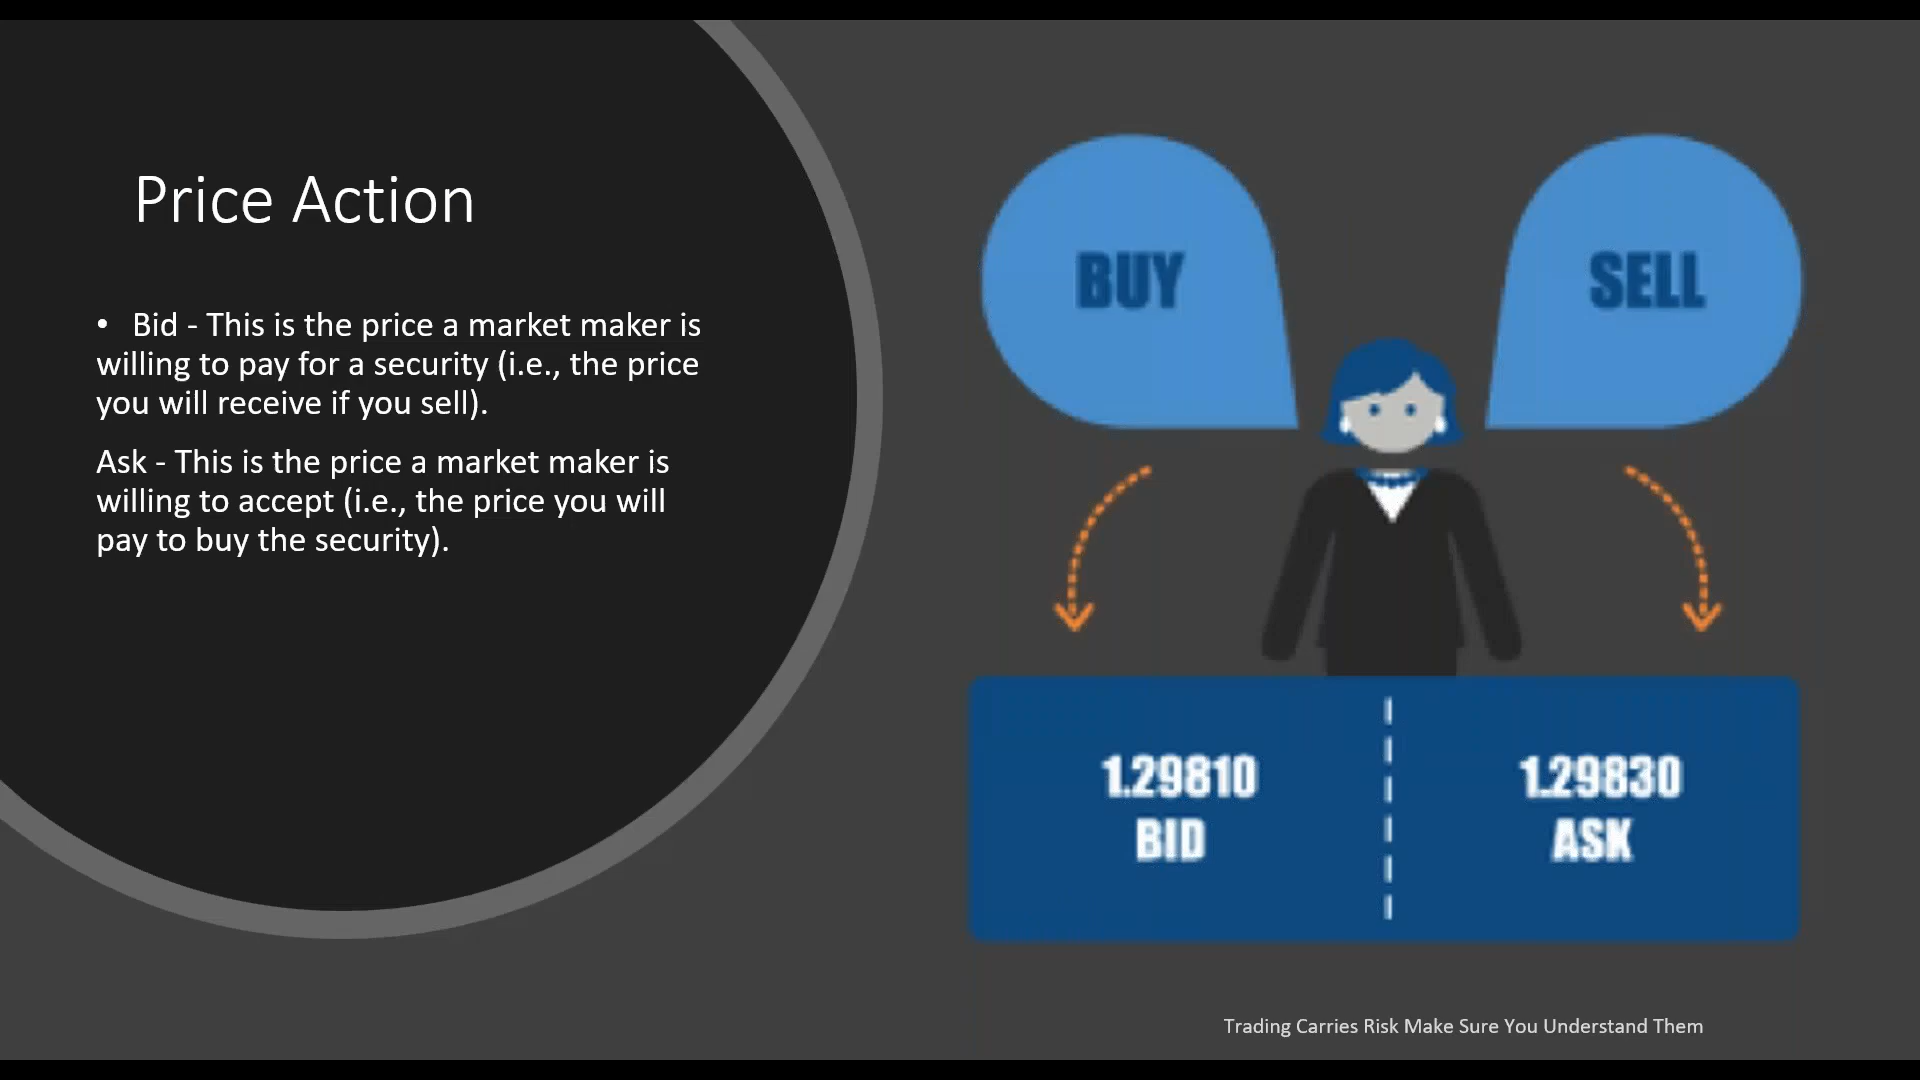 Price Action
• Bid - This is the price a market maker is
willing to pay for a security (i.e., the price
you will receive if you sell).
Ask - This is the price a market maker is
willing to accept (i.e., the price you will
pay to buy the security).
BUY
SELL
1.29810
BID
1.29830
ASK
Trading Carries Risk Make Sure You Understand Them